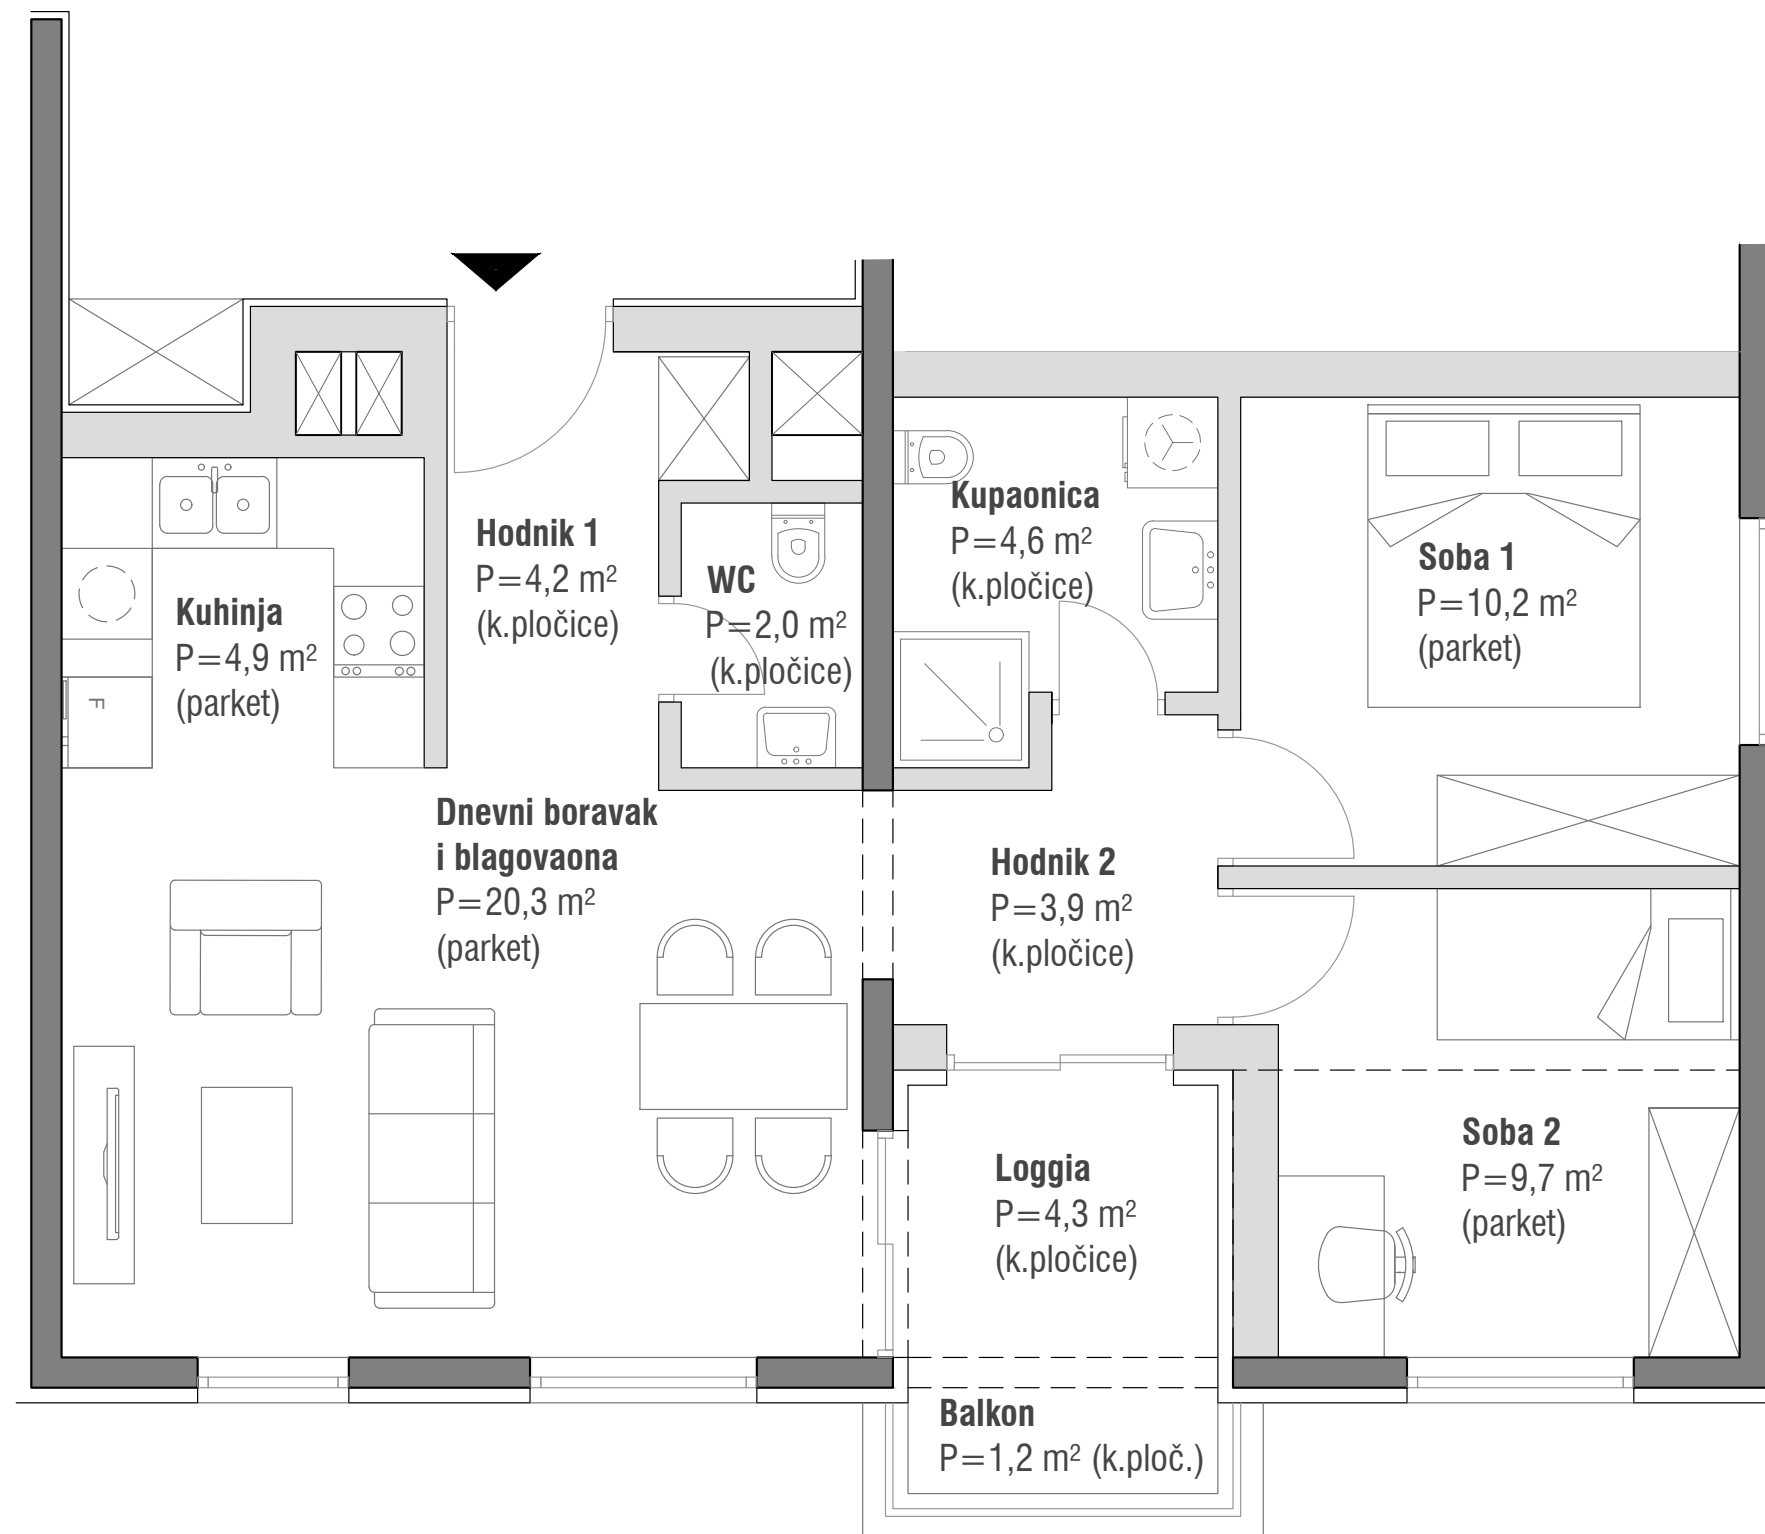 Hodnik 1
P=4,2 m²
(k.pločice)
Kuhinja
P=4,9 m²
(parket)
F
WC
P=2,0 m²
(k.pločice)
Kupaonica
P=4,6 m²
(k.pločice)
Soba 1
P=10,2 m²
(parket)
Dnevni boravak
i blagovaona
P=20,3 m²
(parket)
Hodnik 2
P=3,9 m²
(k.pločice)
Loggia
P=4,3 m²
(k.pločice)
Soba 2
P=9,7 m²
(parket)
Balkon
P=1,2 m² (k.ploč.)